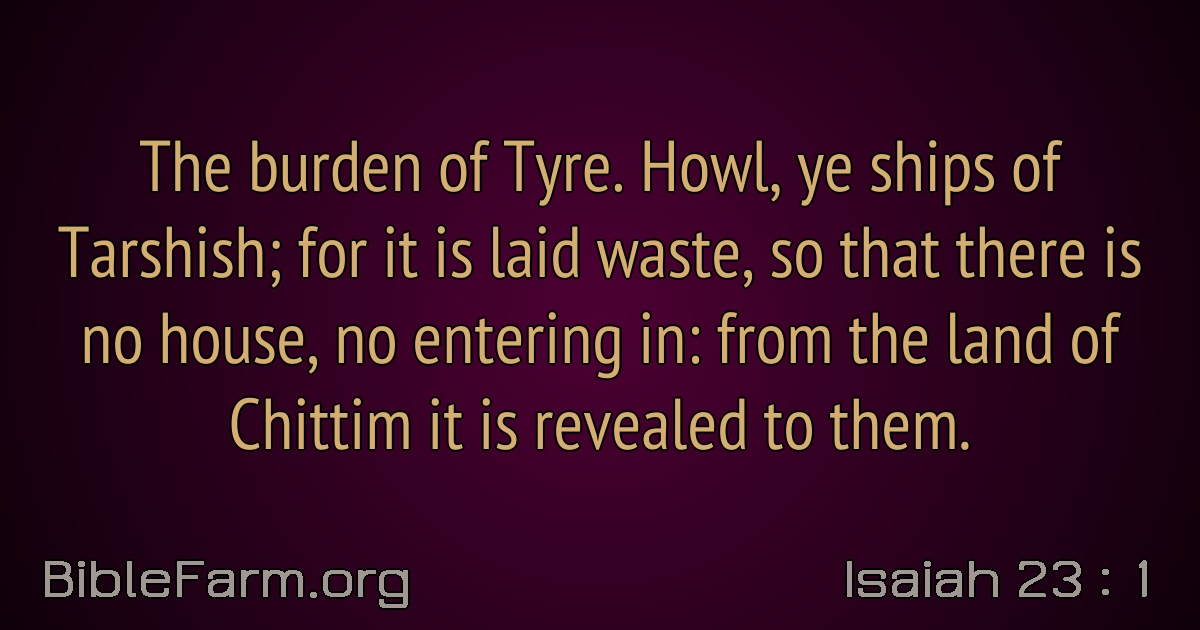 The burden of Tyre. Howl, ye ships of
Tarshish; for it is laid waste, so that there is
no house, no entering in: from the land of
Chittim it is revealed to them.
BibleFarm.org
Isaiah 23 : 1